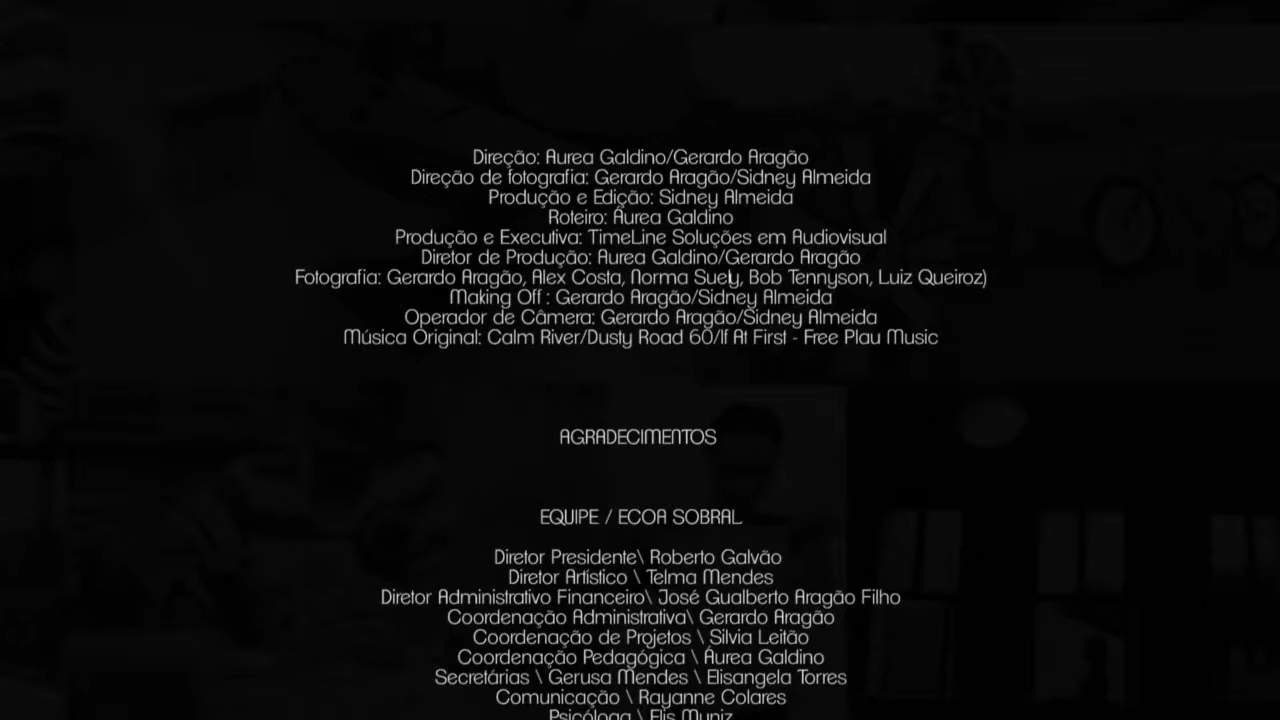 Direção: Aurea Galdino/Gerardo Aragão
Direção de fotografia: Gerardo Aragão/Sidney Almeida
Produção e Edição: Sidney Almeida
Roteiro: Áurea Galdino
Produção e Executiva: TimeLine Soluções em Audiovisual
Diretor de Produção: Aurea Galdino/Gerardo Aragão
Fotografia: Gerardo Aragão, Alex Costa, Norma Suely, Bob Tennyson, Luiz Queiroz)
Making Off : Gerardo Aragão/Sidney Almeida
Operador de Câmera: Gerardo Aragão/Sidney Almeida
Música Original: Calm River/Dusty Road 60/If At First - Free Plau Music
AGRADECIMENTOS
EQUIPE / ECOA SOBRAL
Diretor Presidente\ Roberto Galvão
Diretor Artístico \ Telma Mendes
Diretor Administrativo Financeiro\ José Gualberto Aragão Filho
Coordenação Administrativa\ Gerardo Aragão
Coordenação de Projetos \ Silvia Leitão
Coordenação Pedagógica \ Áurea Galdino
Secretárias \ Gerusa Mendes \ Elisangela Torres
Comunicação \ Rayanne Colares
Psicóloga \ Elis Muniz